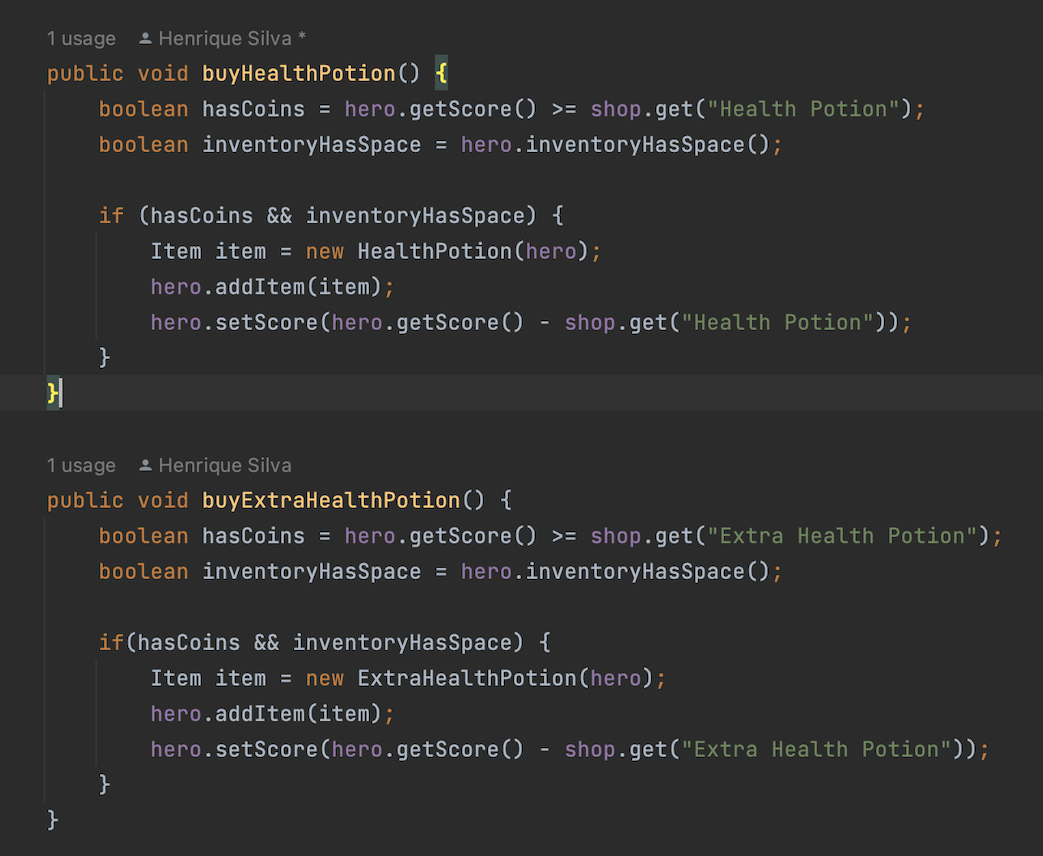 1 usage Henrique Silva *
public void buyHealthPotion() {
boolean hasCoins = hero.getScore() >= shop.get("Health Potion");
boolean inventoryHasSpace = hero.inventoryHasSpace();
if (hasCoins && inventoryHasSpace) {
Item item = new HealthPotion(hero);
hero.addItem(item);
hero.setScore(hero.getScore() - shop.get("Health Potion"));
}
}
1 usage Henrique Silva
public void buyExtraHealthPotion() {
boolean hasCoins = hero.getScore() >= shop.get("Extra Health Potion");
boolean inventoryHasSpace = hero.inventoryHasSpace();
if(hasCoins && inventoryHasSpace) {
Item item = new ExtraHealthPotion(hero);
hero.addItem(item);
hero.setScore(hero.getScore() - shop.get("Extra Health Potion"));
}
}